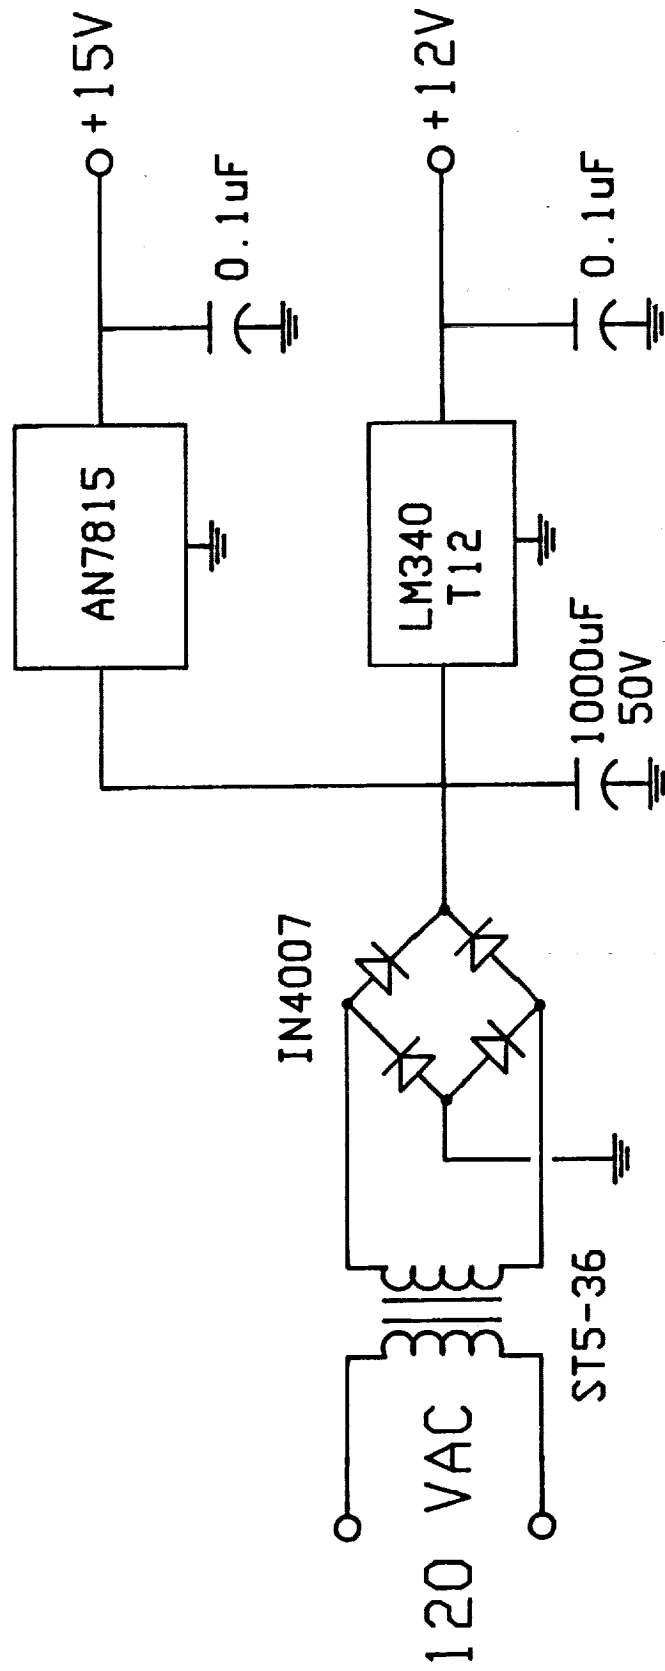 120 VAC
ST5-36
IN4007
1000uF
50V
AN7815
LM340
T12
0.1uF
0.1uF
+15V
+12V